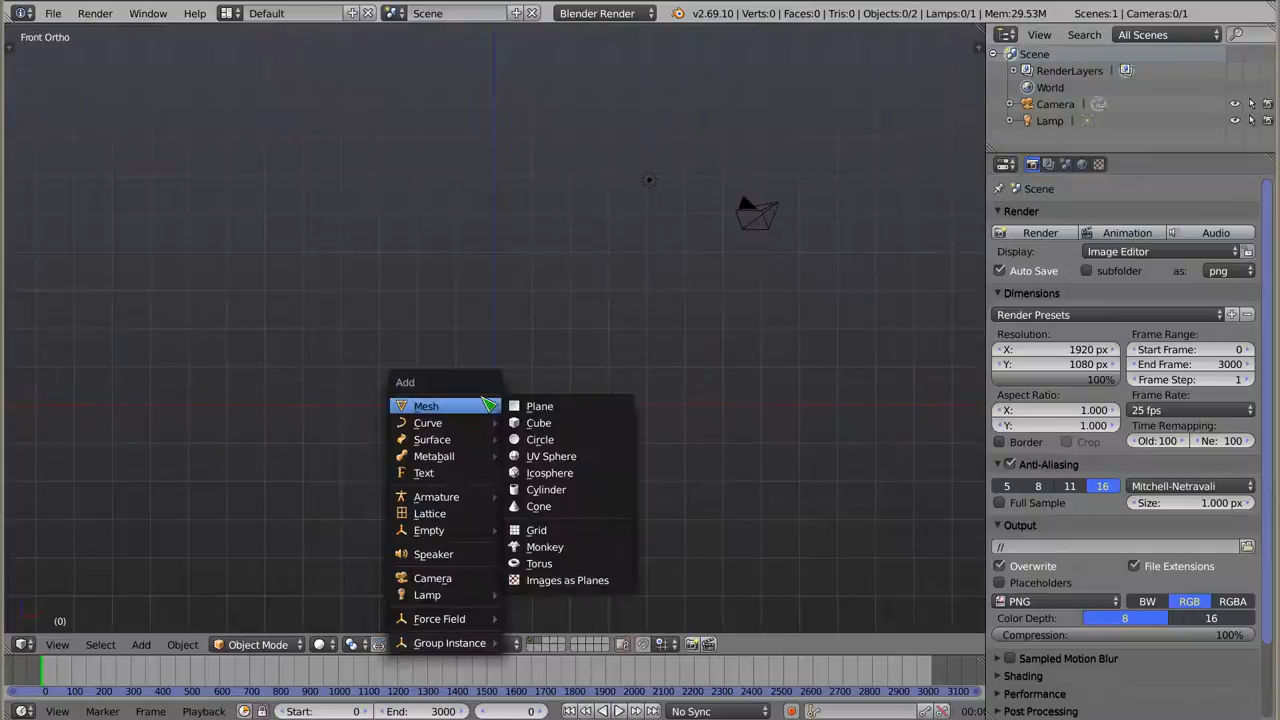 File Render Window Help Default Scene Blender Render v2.69.10 | Verts:0 | Faces:0 | Tris:0 | Objects:0/2 | Lamps:0/1 | Mem:29.53M Scenes:1 | Cameras:0/1
Front Ortho
Add
Mesh
Curve
Surface
Metaball
Text
Armature
Lattice
Empty
Speaker
Camera
Lamp
Force Field
Group Instance
Plane
Cube
Circle
UV Sphere
Icosphere
Cylinder
Cone
Grid
Monkey
Torus
Images as Planes
(0)
View Select Add Object Object Mode
0 100 200 300 400 500 600 700 800 900 1000 1100 1200 1300 1400 1500 1600 1700 1800 1900 2000 2100 2200 2300 2400 2500 2600 2700 2800 2900 3000 3100
View Marker Frame Playback Start: 0 End: 3000 0 No Sync
View Search All Scenes
Scene
RenderLayers |
World
Camera |
Lamp |
Scene
Render
Render Animation Audio
Display: Image Editor
Auto Save subfolder as: png
Dimensions
Render Presets
Resolution: Frame Range:
X: 1920 px Start Frame: 0
Y: 1080 px End Frame: 3000
100% Frame Step: 1
Aspect Ratio: Frame Rate:
X: 1.000 25 fps
Y: 1.000 Time Remapping:
Border Crop Old: 100 Ne: 100
Anti-Aliasing
5 8 11 16 Mitchell-Netravali
Full Sample Size: 1.000 px
Output
//
Overwrite File Extensions
Placeholders
PNG BW RGB RGBA
Color Depth: 8 16
Compression: 100%
Sampled Motion Blur
Shading
Performance
Post Processing